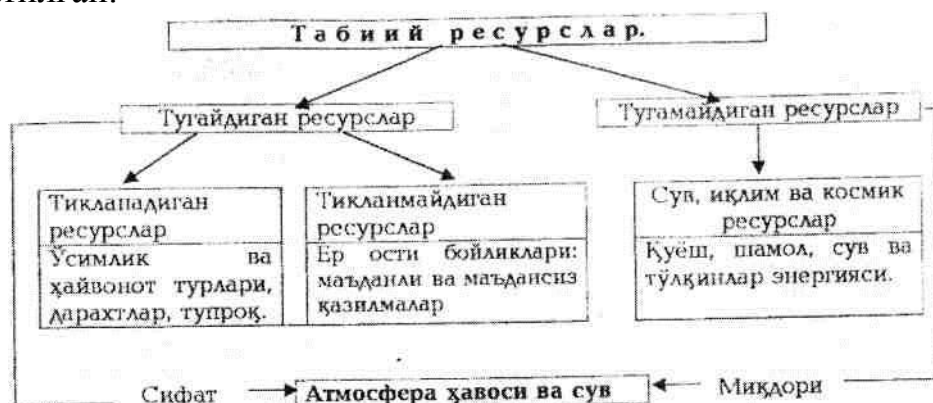 Табиий ресурслар.
Тугайдиган ресурслар
Тугамайдиган ресурслар
Тикланадиган
ресурслар
Ўсимлик ва
ҳайвонот турлари,
дарахтлар, тупроқ.
Тикланмайдиган
ресурслар
Ер ости бойликлари:
маъданли ва маъдансиз
қазилмалар
Сув, иқлим ва космик
ресурслар
Қуёш, шамол, сув ва
тўлқинлар энергияси.
Сифат
Атмосфера ҳавоси ва сув
Миқдори